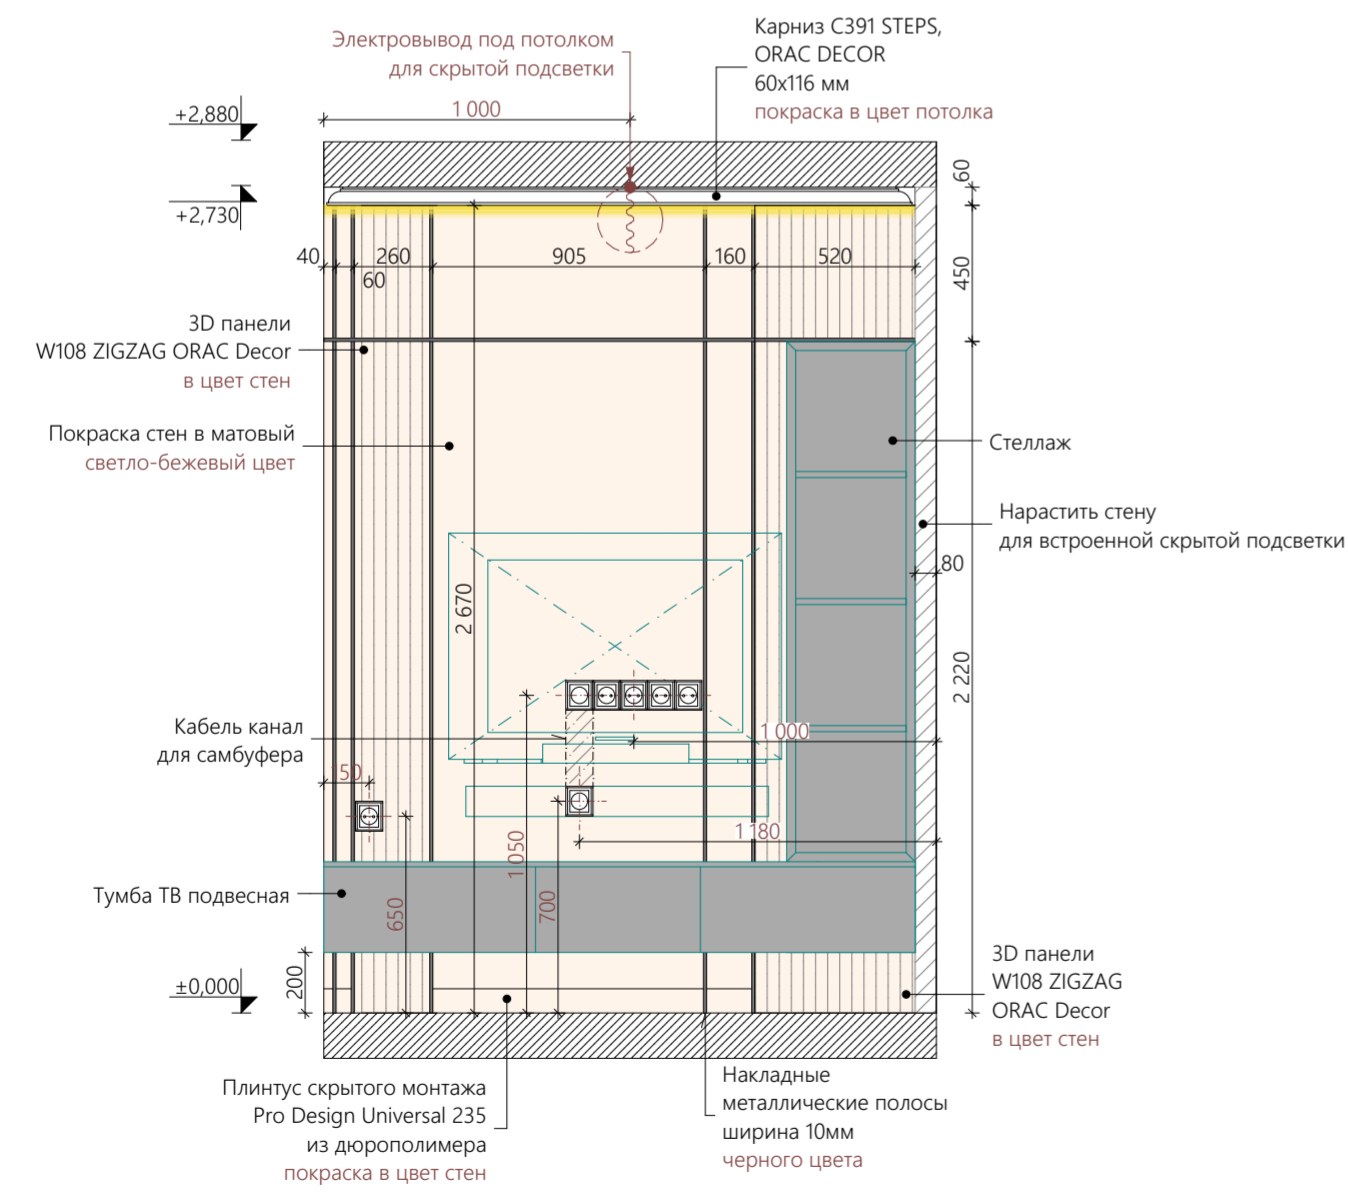 Электровывод под потолком
для скрытой подсветки
Карниз C391 STEPS,
ORAC DECOR
60x116 мм
покраска в цвет потолка
+2,880
1 000
60
+2,730
40
260
905
160
520
60
450
3D панели
W108 ZIGZAG ORAC Decor
в цвет стен
Покраска стен в матовый
светло-бежевый цвет
Стеллаж
Нарастить стену
для встроенной скрытой подсветки
80
2 670
2 220
Кабель канал
для самбуфера
1 000
150
1 180
1 050
Тумба ТВ подвесная
650
700
3D панели
W108 ZIGZAG
ORAC Decor
в цвет стен
±0,000
200
Плинтус скрытого монтажа
Pro Design Universal 235
из дюрополимера
покраска в цвет стен
Накладные
металлические полосы
ширина 10мм
черного цвета